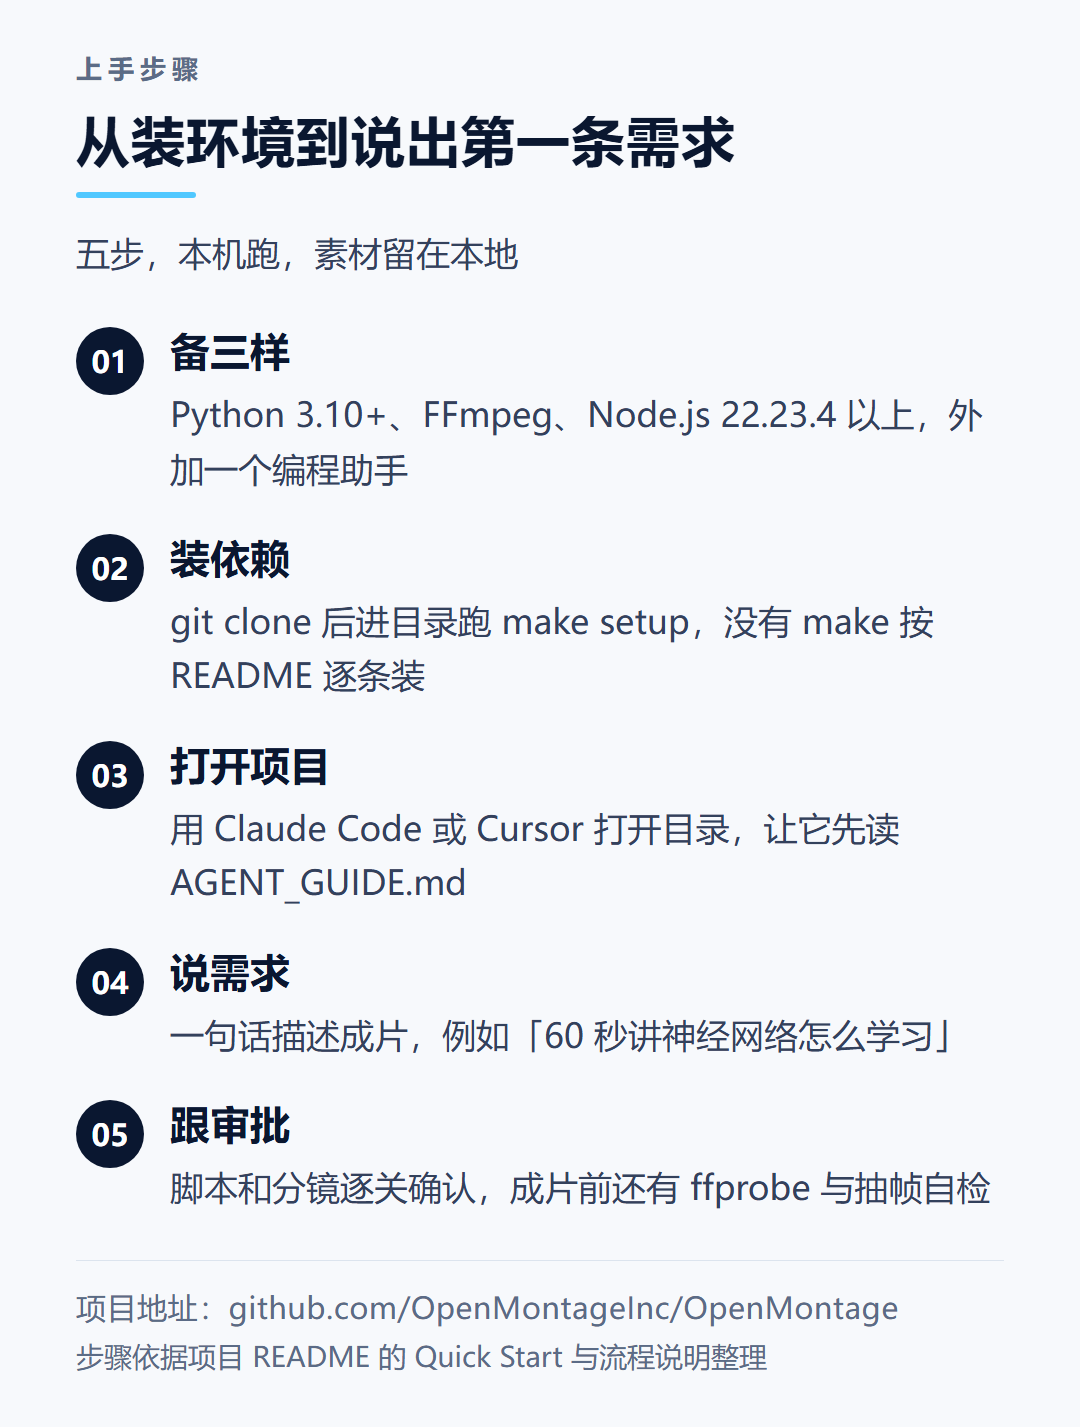 上手步骤
从装环境到说出第一条需求
五步，本机跑，素材留在本地
01
备三样
Python 3.10+、FFmpeg、Node.js 22.23.4 以上，外
加一个编程助手
02
装依赖
git clone 后进目录跑 make setup，没有 make 按
README 逐条装
03
打开项目
用 Claude Code 或 Cursor 打开目录，让它先读
AGENT_GUIDE.md
04
说需求
一句话描述成片，例如「60 秒讲神经网络怎么学习」
05
跟审批
脚本和分镜逐关确认，成片前还有 ffprobe 与抽帧自检
项目地址：github.com/OpenMontageInc/OpenMontage
步骤依据项目 README 的 Quick Start 与流程说明整理